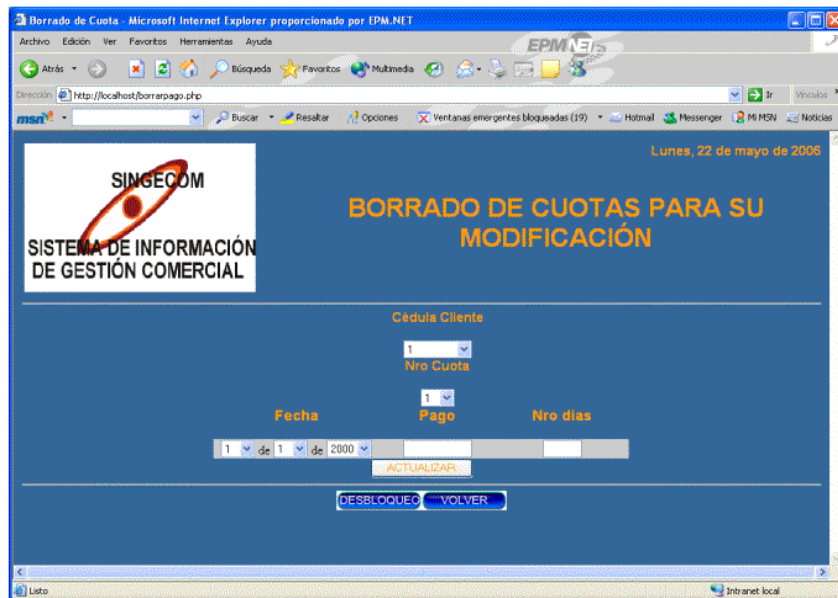 Borrado de Cuota - Microsoft Internet Explorer proporcionado por EPM.NET
Archivo Edición Ver Favoritos Herramientas Ayuda
EPM NET
Atrás Búsqueda Favoritos Multimedia
Dirección http://localhost/borrarpago.php Ir Vínculos
msn Buscar Resaltar Opciones Ventanas emergentes bloqueadas (19) Hotmail Messenger Mi MSN Noticias
Lunes, 22 de mayo de 2006
SINGECOM
SISTEMA DE INFORMACIÓN
DE GESTIÓN COMERCIAL
BORRADO DE CUOTAS PARA SU
MODIFICACIÓN
Cédula Cliente
1
Nro Cuota
1
Fecha Pago Nro dias
1 de 1 de 2000
ACTUALIZAR
DESBLOQUEO VOLVER
Listo Intranet local